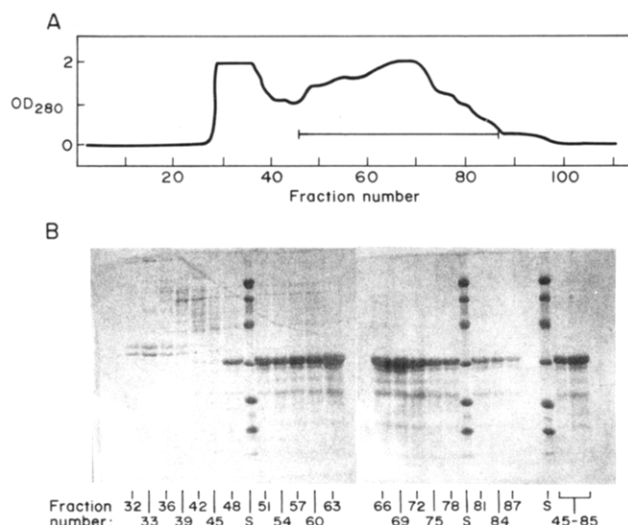 A
2
OD280
0
20 40 60 80 100
Fraction number
B
Fraction 32 36 42 48 51 57 63 66 72 78 81 87 S 45-85
number: 33 39 45 S 54 60 69 75 S 84